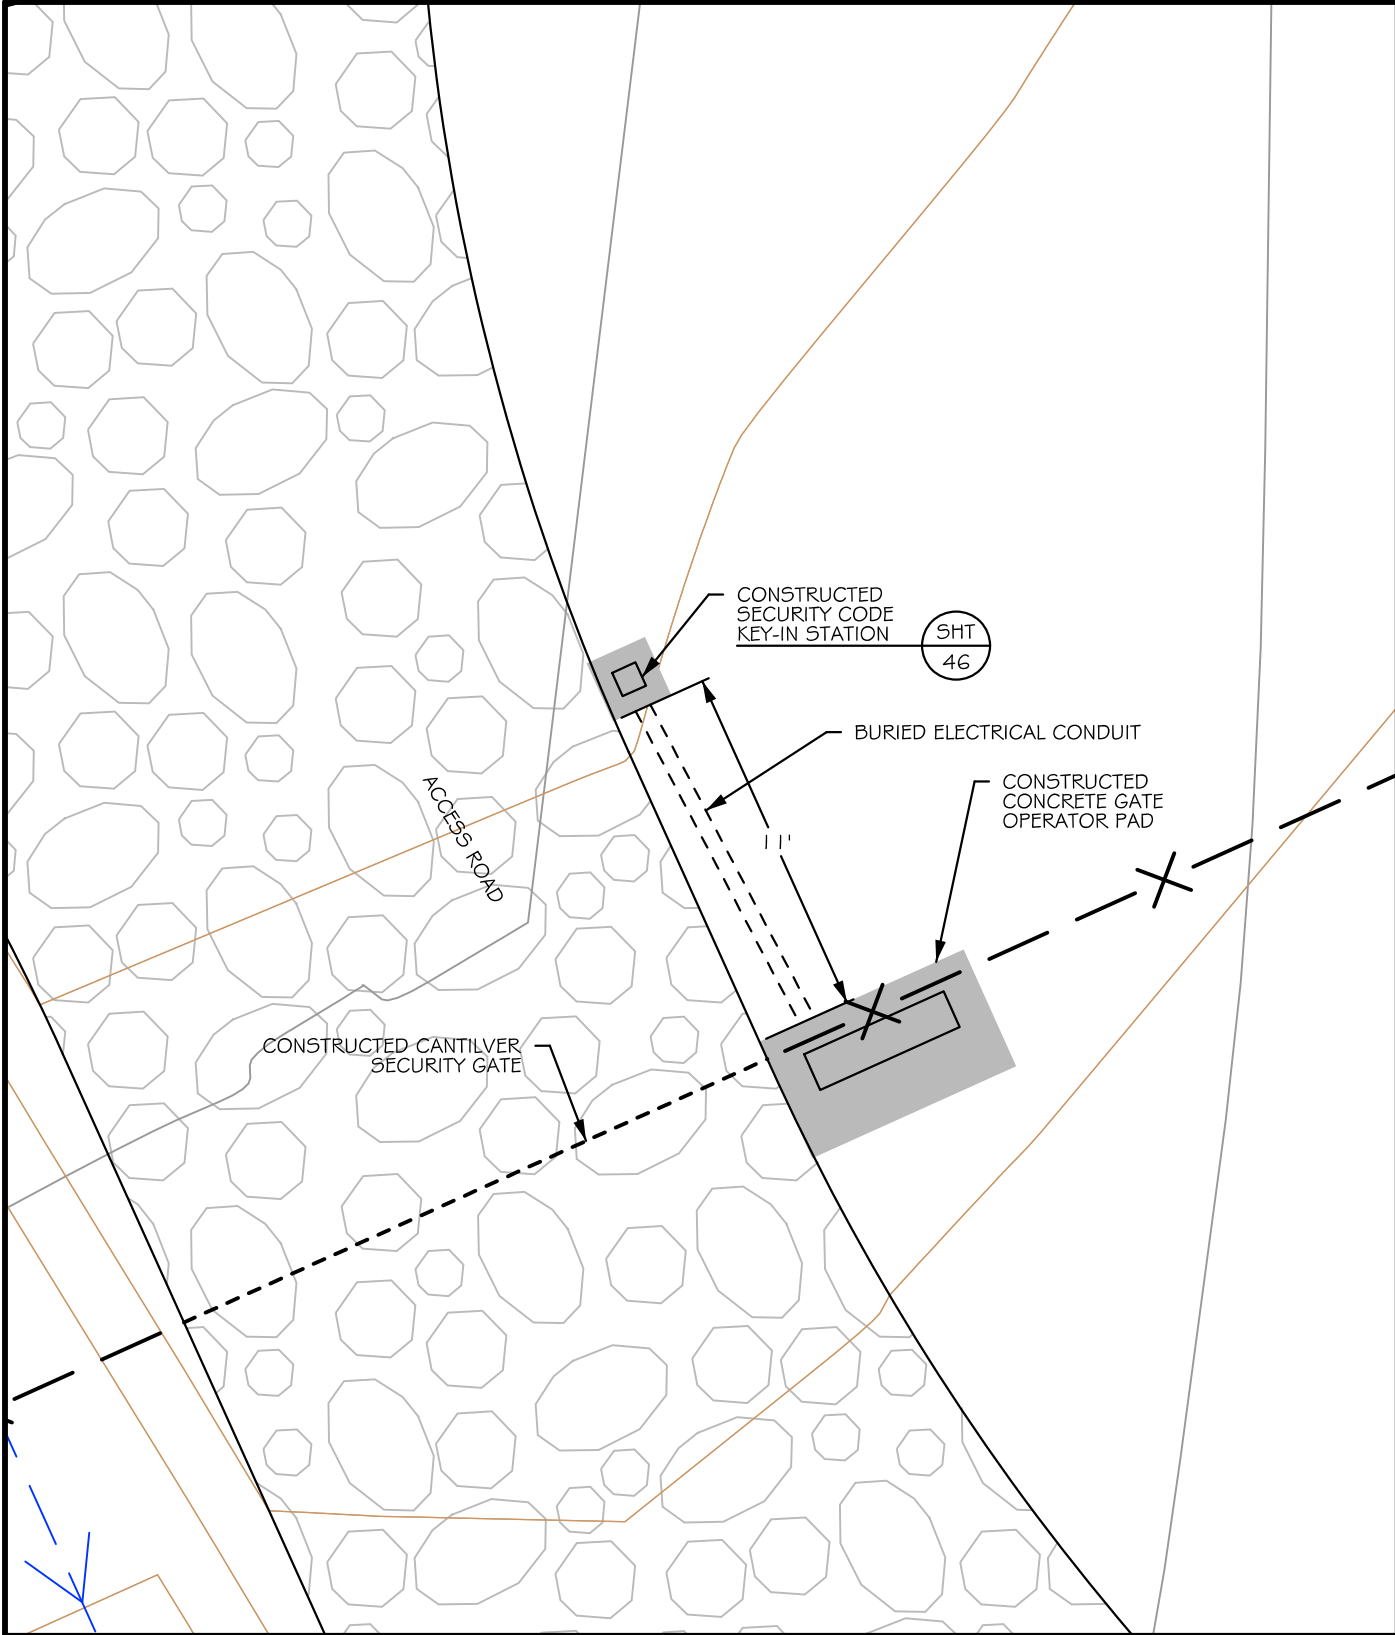 CONSTRUCTED
SECURITY CODE
KEY-IN STATION
SHT
46
BURIED ELECTRICAL CONDUIT
CONSTRUCTED
CONCRETE GATE
OPERATOR PAD
11'
ACCESS ROAD
CONSTRUCTED CANTILVER
SECURITY GATE